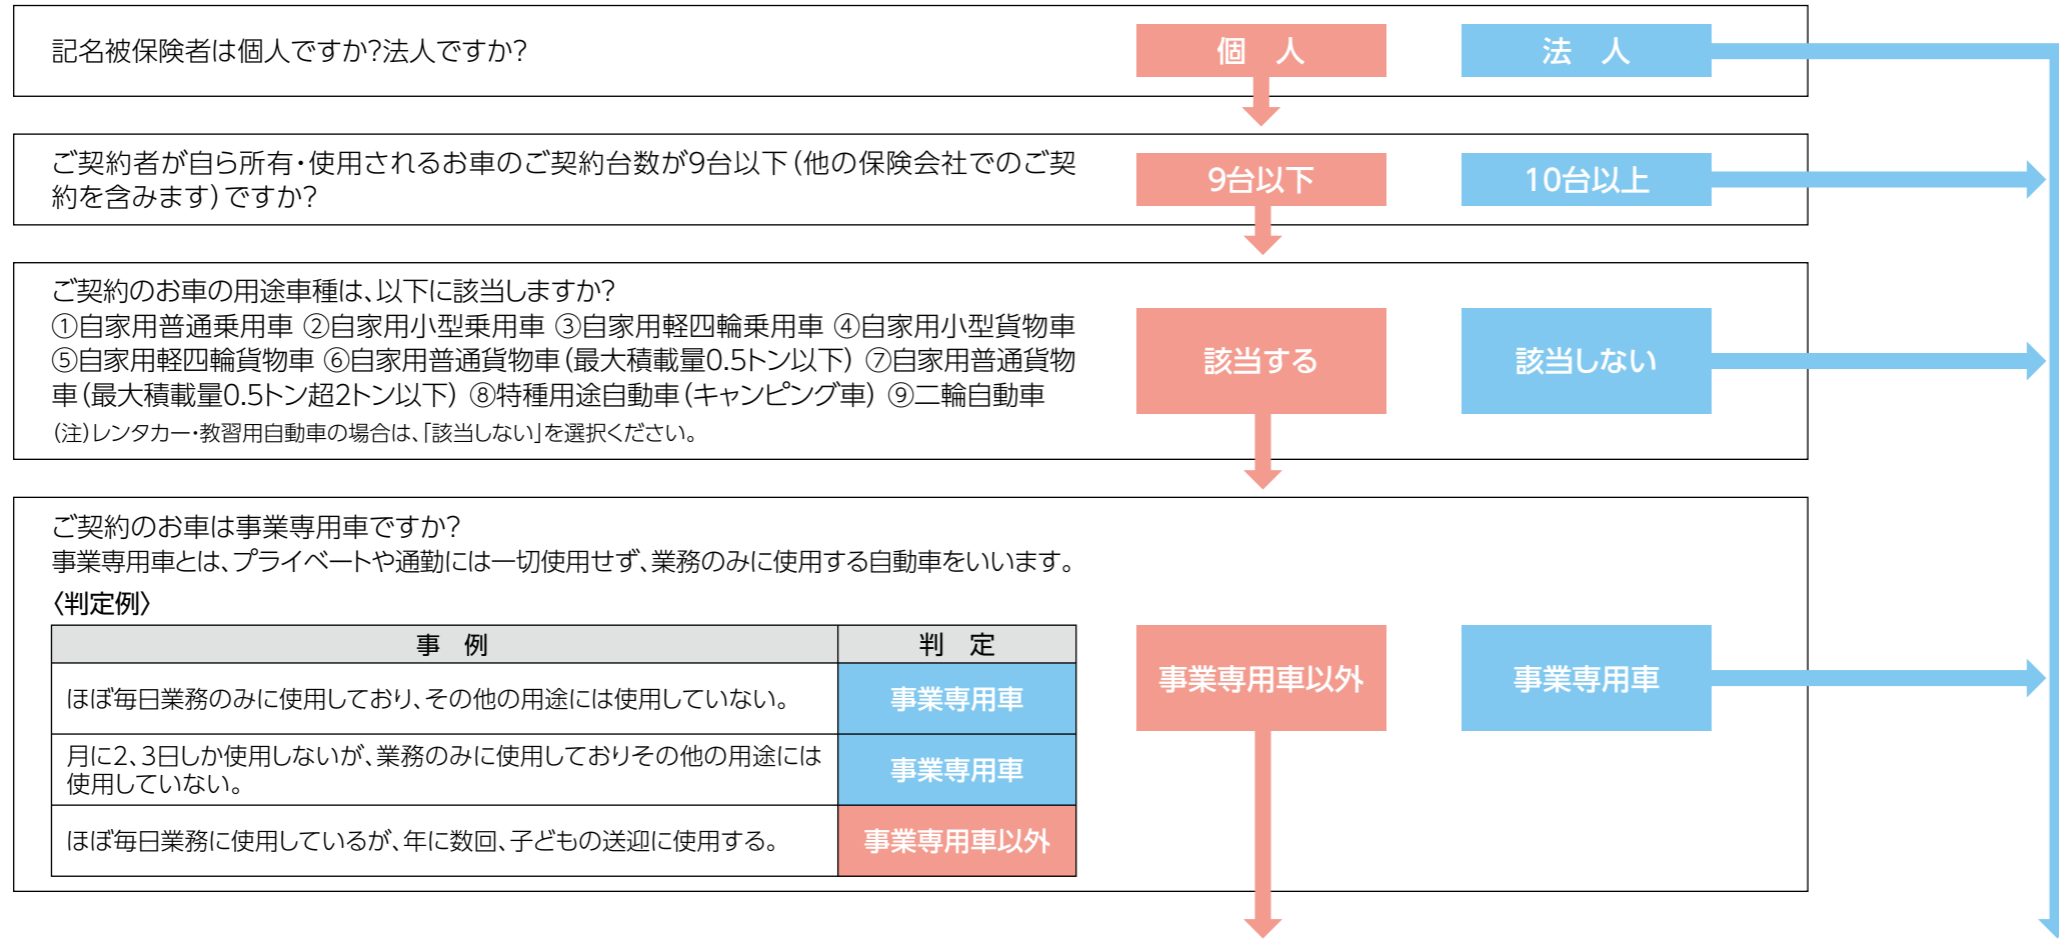 記名被保険者は個人ですか?法人ですか?
個　人
法　人
ご契約者が自ら所有・使用されるお車のご契約台数が9台以下(他の保険会社でのご契
約を含みます)ですか?
9台以下
10台以上
ご契約のお車の用途車種は、以下に該当しますか?
①自家用普通乗用車 ②自家用小型乗用車 ③自家用軽四輪乗用車 ④自家用小型貨物車
⑤自家用軽四輪貨物車 ⑥自家用普通貨物車(最大積載量0.5トン以下) ⑦自家用普通貨物
車(最大積載量0.5トン超2トン以下) ⑧特種用途自動車(キャンピング車) ⑨二輪自動車
(注)レンタカー・教習用自動車の場合は、「該当しない」を選択ください。
該当する
該当しない
ご契約のお車は事業専用車ですか?
事業専用車とは、プライベートや通勤には一切使用せず、業務のみに使用する自動車をいいます。
〈判定例〉
事　例
判　定
ほぼ毎日業務のみに使用しており、その他の用途には使用していない。
事業専用車
月に2、3日しか使用しないが、業務のみに使用しておりその他の用途には
使用していない。
事業専用車
ほぼ毎日業務に使用しているが、年に数回、子どもの送迎に使用する。
事業専用車以外
事業専用車以外
事業専用車